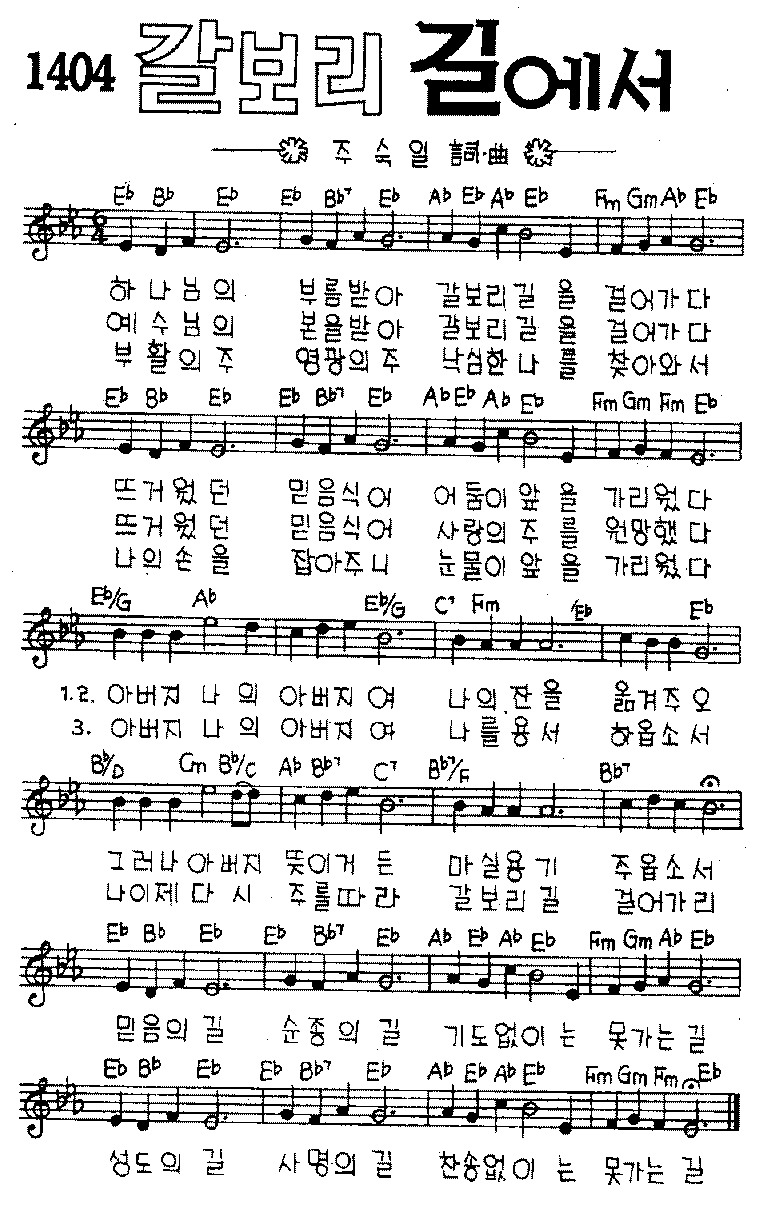 1404 갈보리 길에서
주 숙 일 詞·曲
E♭ B♭ E♭ E♭ B♭7 E♭ A♭ E♭ A♭ E♭ Fm Gm A♭ E♭
6/4
하 나 님 의 부름받아 갈보리길 을 걸어가다
예 수 님 의 본을받아 갈보리길 을 걸어가다
부 활 의 주 영광의주 낙심한나 를 찾아와서
E♭ B♭ E♭ E♭ B♭7 E♭ A♭ E♭ A♭ E♭ Fm Gm Fm E♭
뜨 거 웠 던 믿음식어 어둠이 앞 을 가리웠다
뜨 거 웠 던 믿음식어 사랑의 주 를 원망했다
나 의 손 을 잡아주니 눈물이 앞 을 가리웠다
E♭/G A♭ E♭/G C7 Fm /E♭ E♭
1.2. 아버지 나 의 아버지 여 나의 잔 을 옮겨주오
3. 아버지 나 의 아버지 여 나를 용 서 하옵소서
B♭/D Cm B♭/C A♭ B♭7 C7 B♭7/F B♭7
그러나 아버지 뜻이거 든 마 실용기 주옵소서
나이제 다 시 주를따라 갈보리길 걸어가리
E♭ B♭ E♭ E♭ B♭7 E♭ A♭ E♭ A♭ E♭ Fm Gm A♭ E♭
믿음의 길 순종의 길 기도없이 는 못가는길
E♭ B♭ E♭ E♭ B♭7 E♭ A♭ E♭ A♭ E♭ Fm Gm Fm E♭
성도의 길 사명의 길 찬송없이 는 못가는길